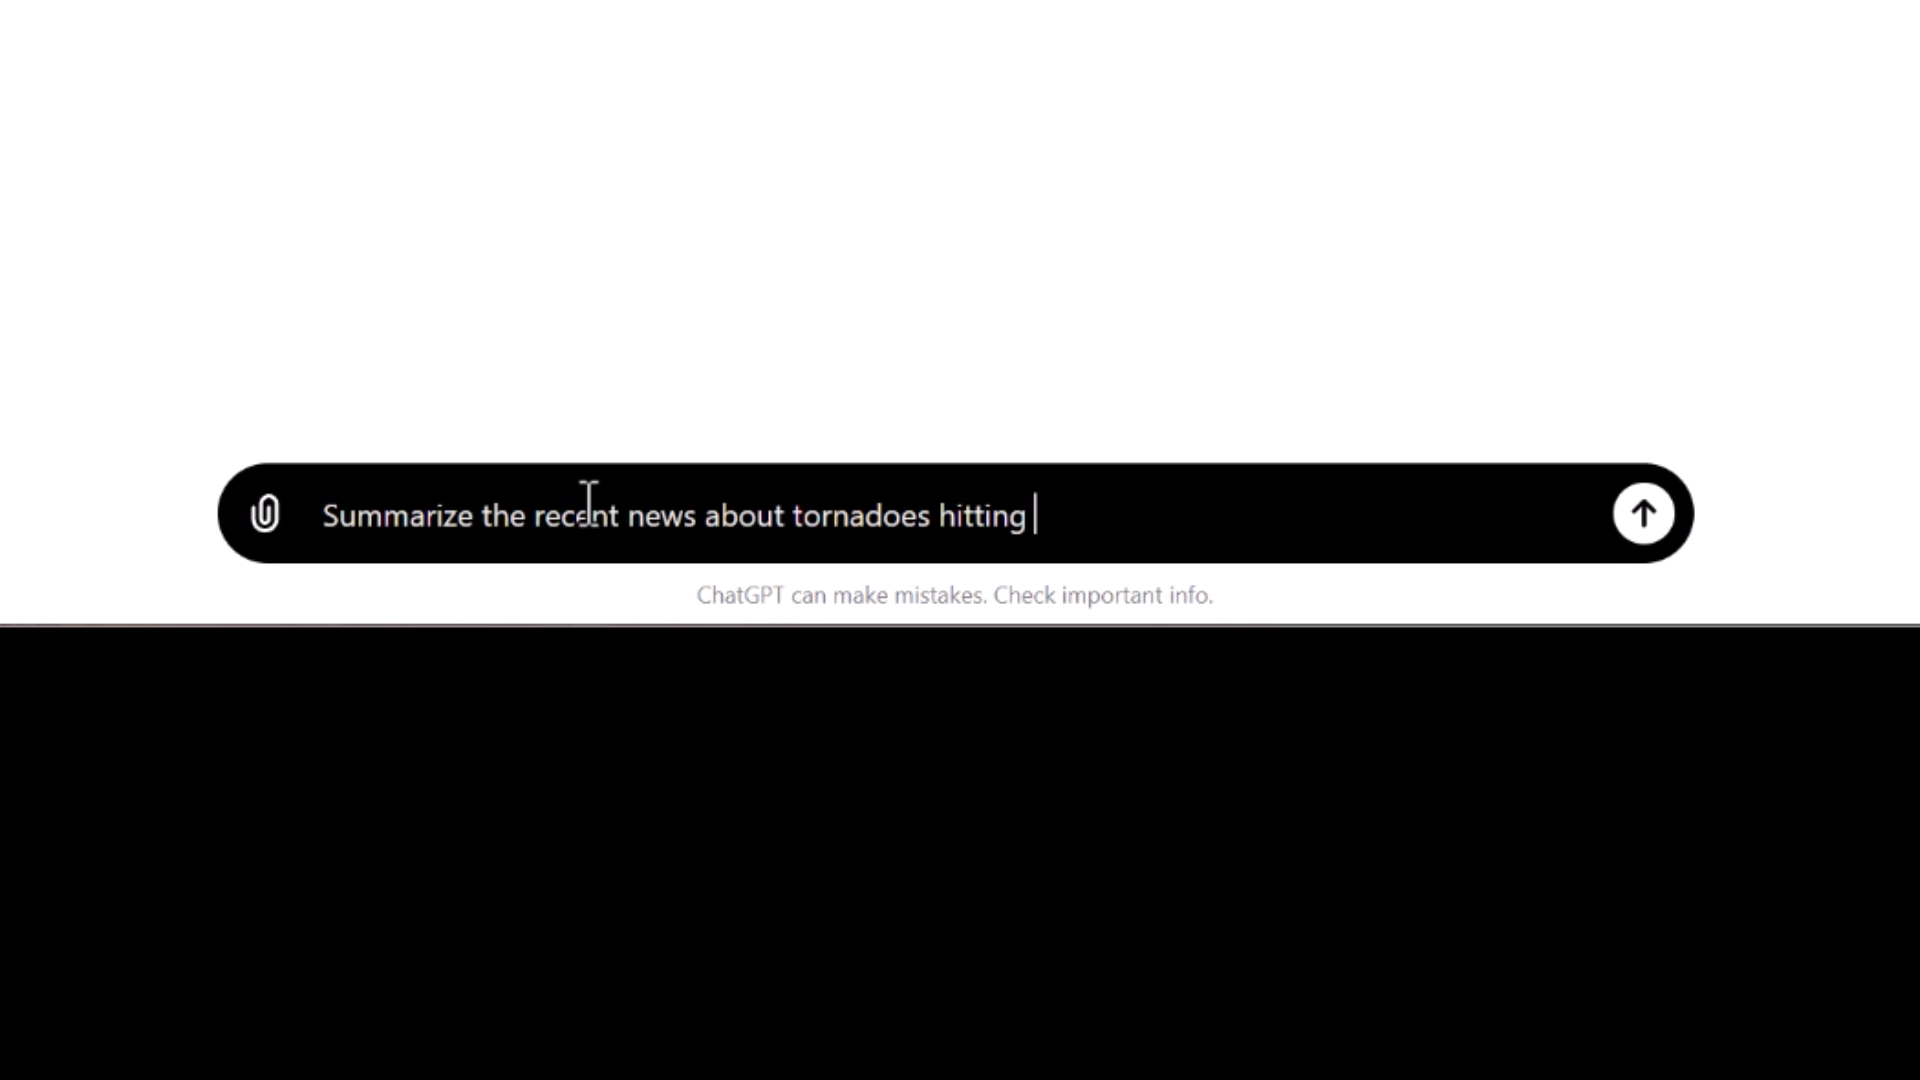 Summarize the recent news about tornadoes hitting
ChatGPT can make mistakes. Check important info.